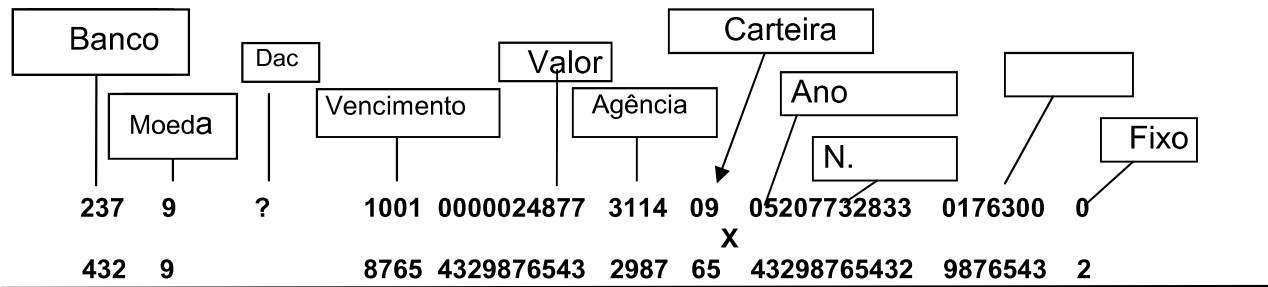 Banco
Carteira
Dac
Valor
Ano
Vencimento
Agência
Moeda
Fixo
N.
237 9 ? 1001 0000024877 3114 09 05207732833 0176300 0
X
432 9 8765 4329876543 2987 65 43298765432 9876543 2